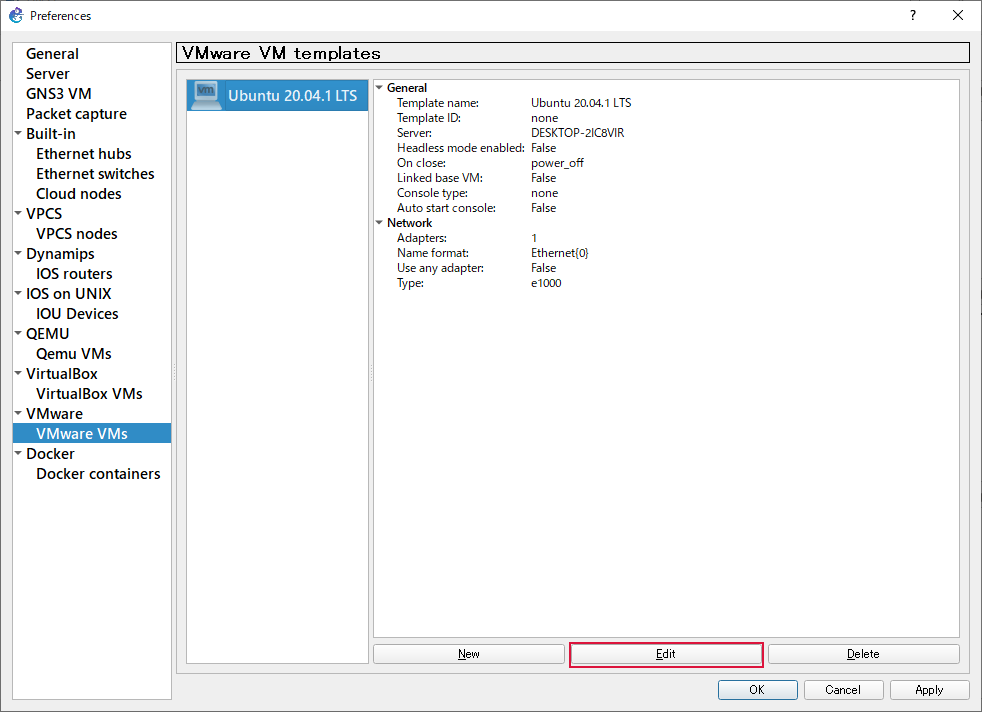 Preferences
?
General
Server
GNS3 VM
Packet capture
Built-in
Ethernet hubs
Ethernet switches
Cloud nodes
VPCS
VPCS nodes
Dynamips
IOS routers
IOS on UNIX
IOU Devices
QEMU
Qemu VMs
VirtualBox
VirtualBox VMs
VMware
VMware VMs
Docker
Docker containers
VMware VM templates
vm
Ubuntu 20.04.1 LTS
General
Template name: Ubuntu 20.04.1 LTS
Template ID: none
Server: DESKTOP-2IC8VIR
Headless mode enabled: False
On close: power_off
Linked base VM: False
Console type: none
Auto start console: False
Network
Adapters: 1
Name format: Ethernet{0}
Use any adapter: False
Type: e1000
New Edit Delete
OK Cancel Apply